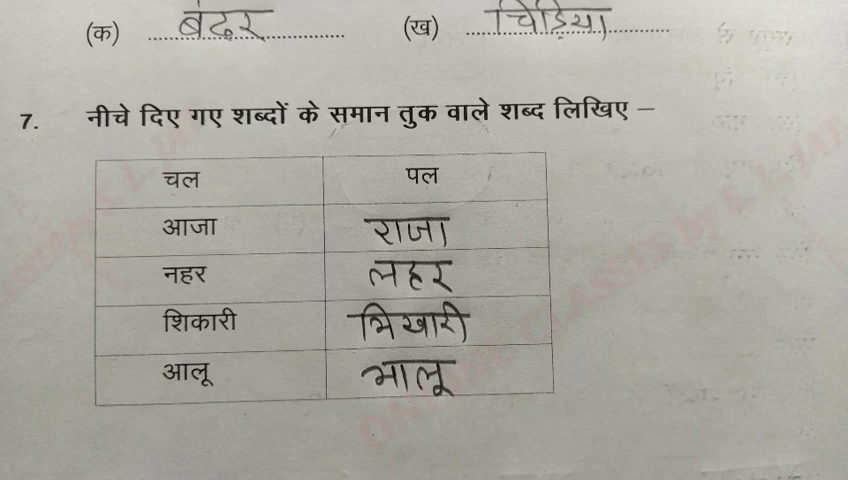 (क) बंदर (ख) चिड़िया
7. नीचे दिए गए शब्दों के समान तुक वाले शब्द लिखिए –
चल पल
आजा राजा
नहर लहर
शिकारी भिखारी
आलू भालू